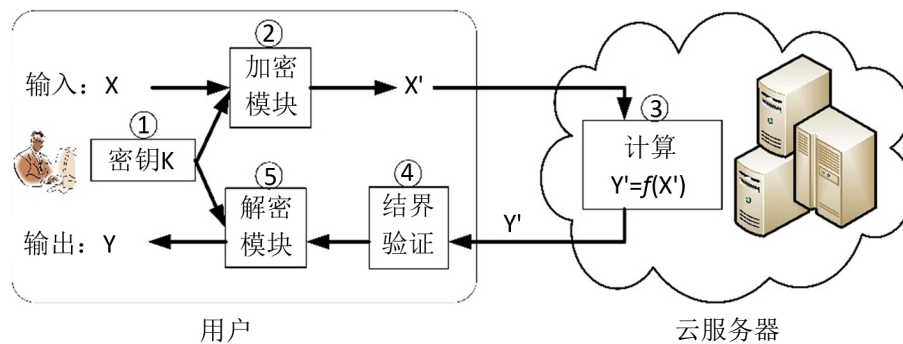 ②
输入：X
加密
模块
X'
①
密钥K
③
计算
Y'=f(X')
⑤
解密
模块
④
结界
验证
Y'
输出：Y
用户
云服务器